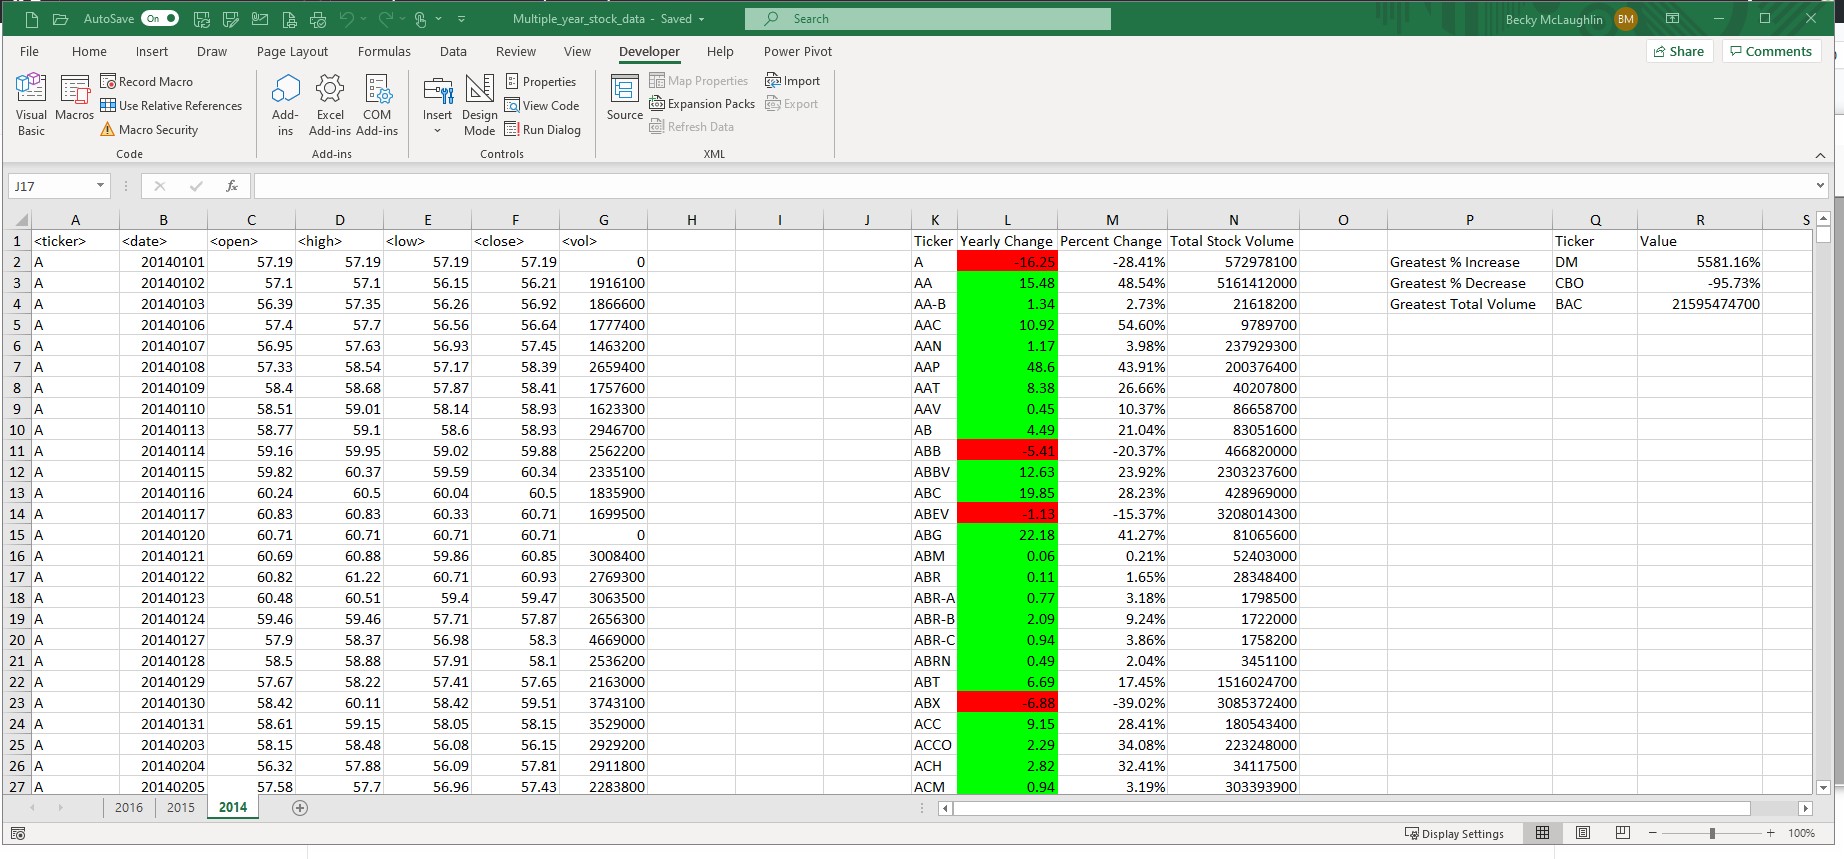 AutoSave On Multiple_year_stock_data - Saved Search Becky McLaughlin BM
File Home Insert Draw Page Layout Formulas Data Review View Developer Help Power Pivot Share Comments
Visual Basic Macros Record Macro Use Relative References Macro Security Code
Add-ins Excel Add-ins COM Add-ins Add-ins
Insert Design Mode Properties View Code Run Dialog Controls
Source Map Properties Expansion Packs Refresh Data Import Export XML
J17 fx
A B C D E F G H I J K L M N O P Q R S
1 <ticker> <date> <open> <high> <low> <close> <vol> Ticker Yearly Change Percent Change Total Stock Volume Ticker Value
2 A 20140101 57.19 57.19 57.19 57.19 0 A -16.25 -28.41% 572978100 Greatest % Increase DM 5581.16%
3 A 20140102 57.1 57.1 56.15 56.21 1916100 AA 15.48 48.54% 5161412000 Greatest % Decrease CBO -95.73%
4 A 20140103 56.39 57.35 56.26 56.92 1866600 AA-B 1.34 2.73% 21618200 Greatest Total Volume BAC 21595474700
5 A 20140106 57.4 57.7 56.56 56.64 1777400 AAC 10.92 54.60% 9789700
6 A 20140107 56.95 57.63 56.93 57.45 1463200 AAN 1.17 3.98% 237929300
7 A 20140108 57.33 58.54 57.17 58.39 2659400 AAP 48.6 43.91% 200376400
8 A 20140109 58.4 58.68 57.87 58.41 1757600 AAT 8.38 26.66% 40207800
9 A 20140110 58.51 59.01 58.14 58.93 1623300 AAV 0.45 10.37% 86658700
10 A 20140113 58.77 59.1 58.6 58.93 2946700 AB 4.49 21.04% 83051600
11 A 20140114 59.16 59.95 59.02 59.88 2562200 ABB -5.41 -20.37% 466820000
12 A 20140115 59.82 60.37 59.59 60.34 2335100 ABBV 12.63 23.92% 2303237600
13 A 20140116 60.24 60.5 60.04 60.5 1835900 ABC 19.85 28.23% 428969000
14 A 20140117 60.83 60.83 60.33 60.71 1699500 ABEV -1.13 -15.37% 3208014300
15 A 20140120 60.71 60.71 60.71 60.71 0 ABG 22.18 41.27% 81065600
16 A 20140121 60.69 60.88 59.86 60.85 3008400 ABM 0.06 0.21% 52403000
17 A 20140122 60.82 61.22 60.71 60.93 2769300 ABR 0.11 1.65% 28348400
18 A 20140123 60.48 60.51 59.4 59.47 3063500 ABR-A 0.77 3.18% 1798500
19 A 20140124 59.46 59.46 57.71 57.87 2656300 ABR-B 2.09 9.24% 1722000
20 A 20140127 57.9 58.37 56.98 58.3 4669000 ABR-C 0.94 3.86% 1758200
21 A 20140128 58.5 58.88 57.91 58.1 2536200 ABRN 0.49 2.04% 3451100
22 A 20140129 57.67 58.22 57.41 57.65 2163000 ABT 6.69 17.45% 1516024700
23 A 20140130 58.42 60.11 58.42 59.51 3743100 ABX -6.88 -39.02% 3085372400
24 A 20140131 58.61 59.15 58.05 58.15 3529000 ACC 9.15 28.41% 180543400
25 A 20140203 58.15 58.48 56.08 56.15 2929200 ACCO 2.29 34.08% 223248000
26 A 20140204 56.32 57.88 56.09 57.81 2911800 ACH 2.82 32.41% 34117500
27 A 20140205 57.58 57.7 56.96 57.43 2283800 ACM 0.94 3.19% 303393900
2016 2015 2014
Display Settings 100%